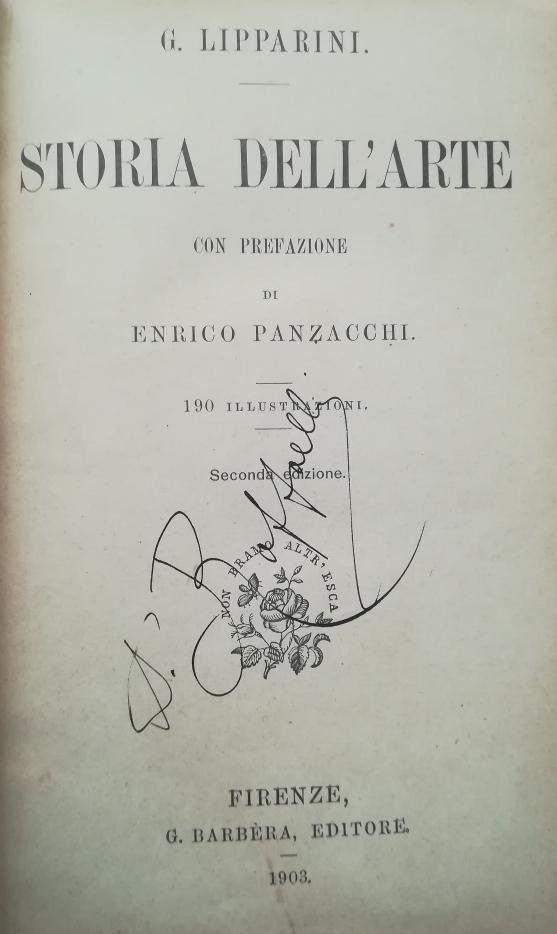 G. LIPPARINI.
STORIA DELL'ARTE
CON PREFAZIONE
DI
ENRICO PANZACCHI.
190 ILLUSTRAZIONI.
Seconda edizione.
NON BRAMO ALTR'ESCA
FIRENZE,
G. BARBÈRA, EDITORE.
1903.